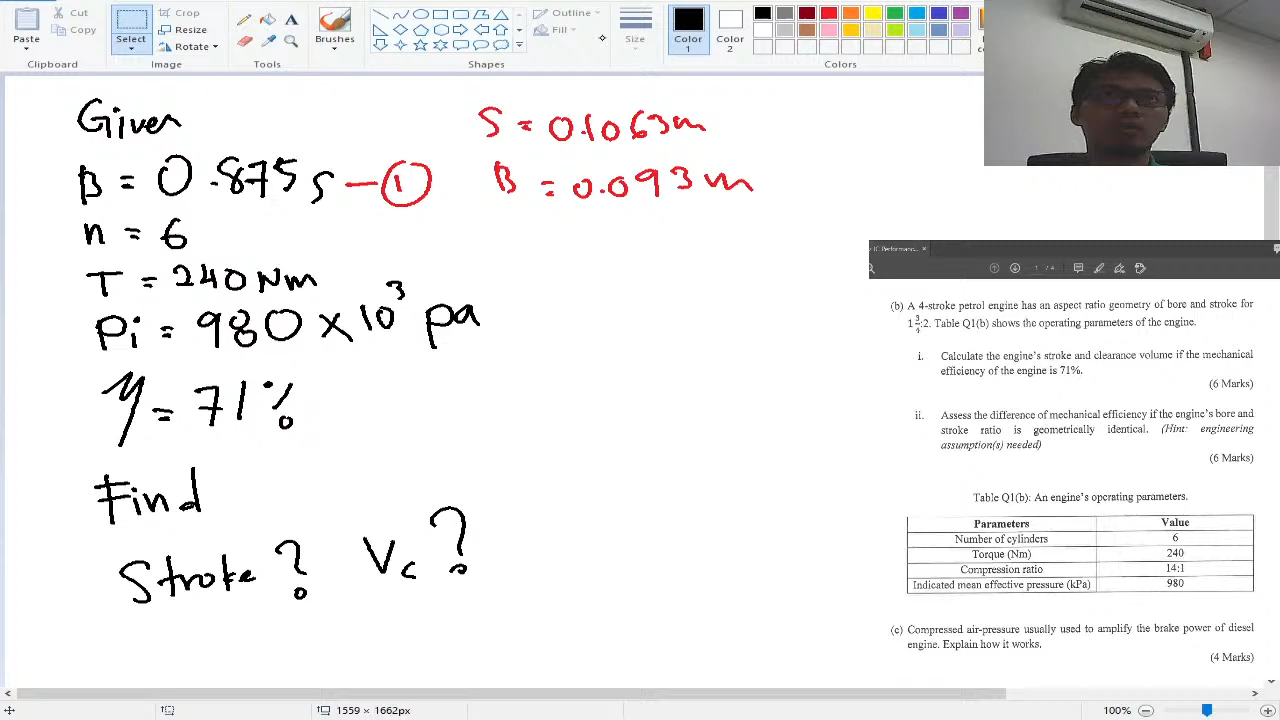 Paste
Cut
Copy
Clipboard
Select
Crop
Resize
Rotate
Image
A
Tools
Brushes
Outline
Fill
Shapes
Size
Color 1
Color 2
Colors
Given
B = 0.875 S — 1
n = 6
T = 240 Nm
Pi = 980 × 10³ pa
η = 71%
Find
Stroke ? Vc ?
S = 0.1063m
B = 0.093m
IC Performanc... ×
1 / 4
(b) A 4-stroke petrol engine has an aspect ratio geometry of bore and stroke for
1 3/4:2. Table Q1(b) shows the operating parameters of the engine.
i. Calculate the engine's stroke and clearance volume if the mechanical
efficiency of the engine is 71%.
(6 Marks)
ii. Assess the difference of mechanical efficiency if the engine's bore and
stroke ratio is geometrically identical. (Hint: engineering
assumption(s) needed)
(6 Marks)
Table Q1(b): An engine's operating parameters.
Parameters Value
Number of cylinders 6
Torque (Nm) 240
Compression ratio 14:1
Indicated mean effective pressure (kPa) 980
(c) Compressed air-pressure usually used to amplify the brake power of diesel
engine. Explain how it works.
(4 Marks)
1559 × 1662px
100%